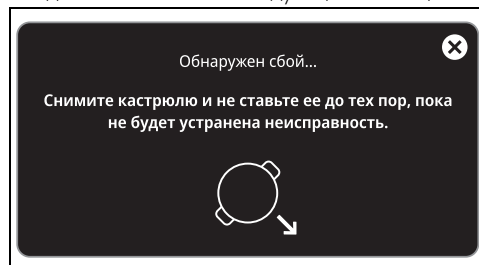 Обнаружен сбой...
Снимите кастрюлю и не ставьте ее до тех пор, пока
не будет устранена неисправность.